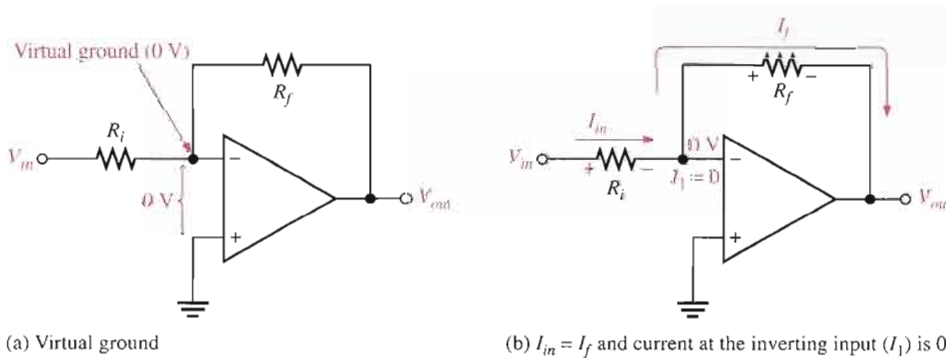 Virtual ground (0 V)
R_f
R_i
V_in
−
0 V
+
V_out
(a) Virtual ground
I_f
+ −
R_f
I_in
0 V
−
V_in
+ −
R_i
I_1 = 0
+
V_out
(b) I_in = I_f and current at the inverting input (I_1) is 0